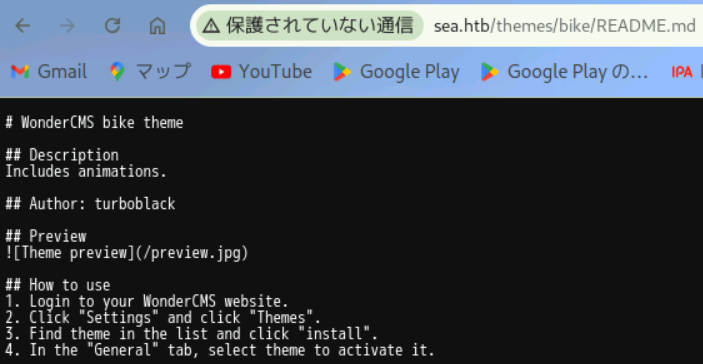 保護されていない通信 sea.htb/themes/bike/README.md
Gmail マップ YouTube Google Play Google Play の... IPA
# WonderCMS bike theme
## Description
Includes animations.
## Author: turboblack
## Preview
![Theme preview](/preview.jpg)
## How to use
1. Login to your WonderCMS website.
2. Click "Settings" and click "Themes".
3. Find theme in the list and click "install".
4. In the "General" tab, select theme to activate it.